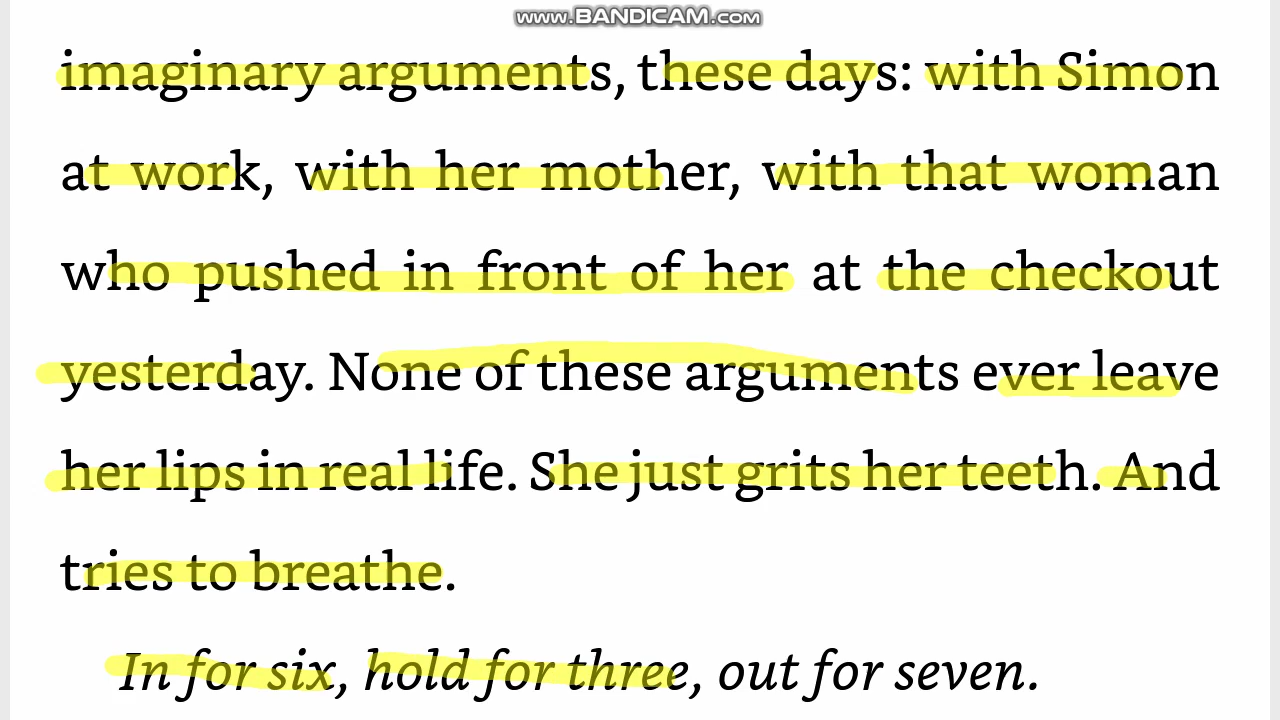 www.BANDICAM.com
imaginary arguments, these days: with Simon
at work, with her mother, with that woman
who pushed in front of her at the checkout
yesterday. None of these arguments ever leave
her lips in real life. She just grits her teeth. And
tries to breathe.
In for six, hold for three, out for seven.